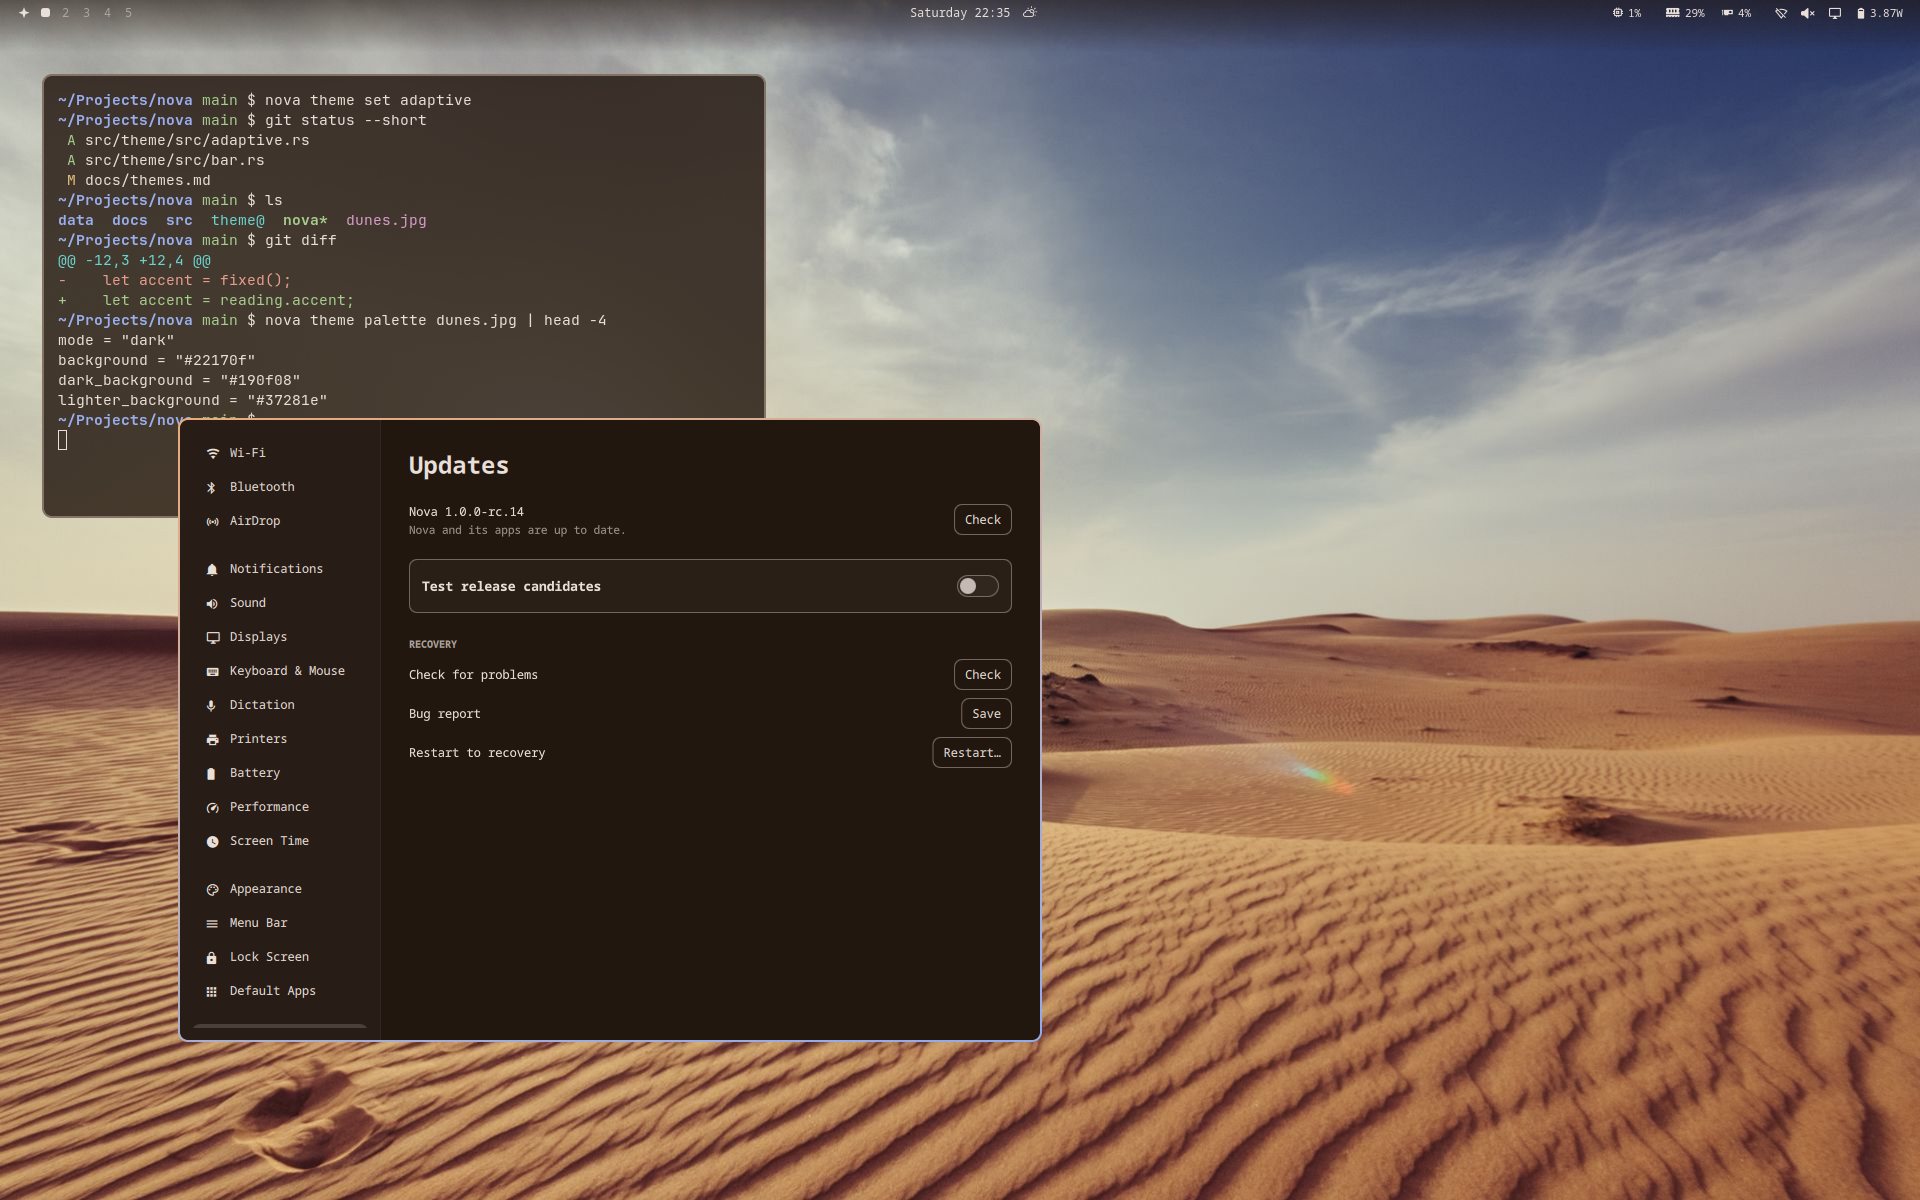 2 3 4 5
Saturday 22:35
1% 29% 4% 3.87W
~/Projects/nova main $ nova theme set adaptive
~/Projects/nova main $ git status --short
A src/theme/src/adaptive.rs
A src/theme/src/bar.rs
M docs/themes.md
~/Projects/nova main $ ls
data docs src theme@ nova* dunes.jpg
~/Projects/nova main $ git diff
@@ -12,3 +12,4 @@
-    let accent = fixed();
+    let accent = reading.accent;
~/Projects/nova main $ nova theme palette dunes.jpg | head -4
mode = "dark"
background = "#22170f"
dark_background = "#190f08"
lighter_background = "#37281e"
~/Projects/nova main $
Wi-Fi
Bluetooth
AirDrop
Notifications
Sound
Displays
Keyboard & Mouse
Dictation
Printers
Battery
Performance
Screen Time
Appearance
Menu Bar
Lock Screen
Default Apps
Updates
Nova 1.0.0-rc.14
Nova and its apps are up to date.
Check
Test release candidates
RECOVERY
Check for problems
Check
Bug report
Save
Restart to recovery
Restart…